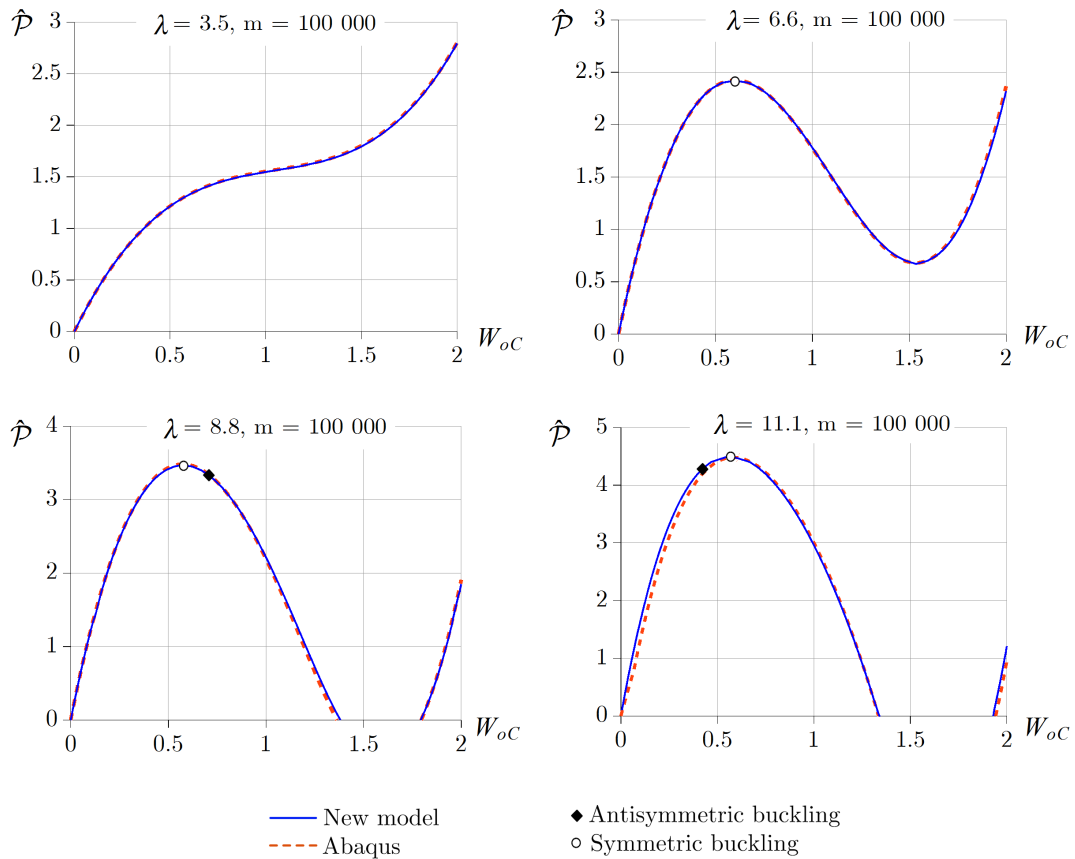 𝒫̂
λ = 3.5, m = 100 000
3
2.5
2
1.5
1
0.5
0
0 0.5 1 1.5 2
W_oC
𝒫̂
λ = 6.6, m = 100 000
3
2.5
2
1.5
1
0.5
0
0 0.5 1 1.5 2
W_oC
𝒫̂
λ = 8.8, m = 100 000
4
3
2
1
0
0 0.5 1 1.5 2
W_oC
𝒫̂
λ = 11.1, m = 100 000
5
4
3
2
1
0
0 0.5 1 1.5 2
W_oC
New model
Abaqus
Antisymmetric buckling
Symmetric buckling